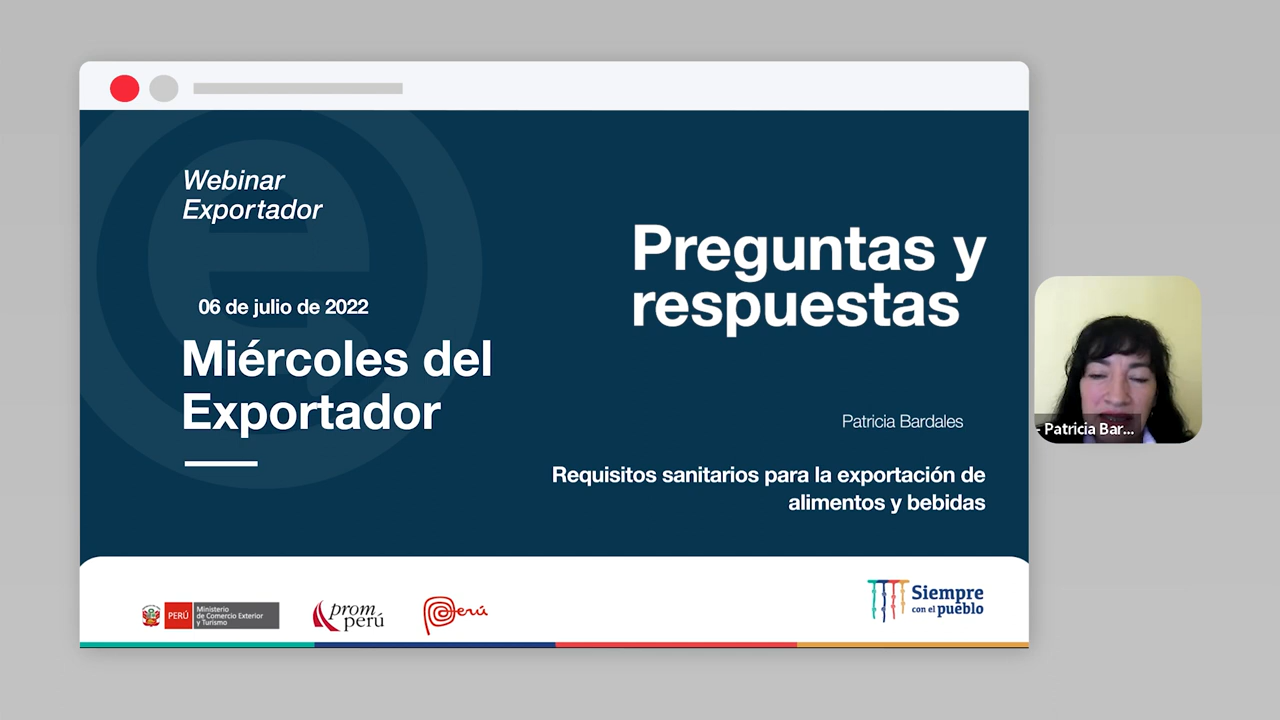 Webinar
Exportador
06 de julio de 2022
Miércoles del
Exportador
Preguntas y
respuestas
Patricia Bardales
Requisitos sanitarios para la exportación de
alimentos y bebidas
- Patricia Bar...
PERÚ
Ministerio
de Comercio Exterior
y Turismo
prom
perú
Perú
Siempre
con el pueblo